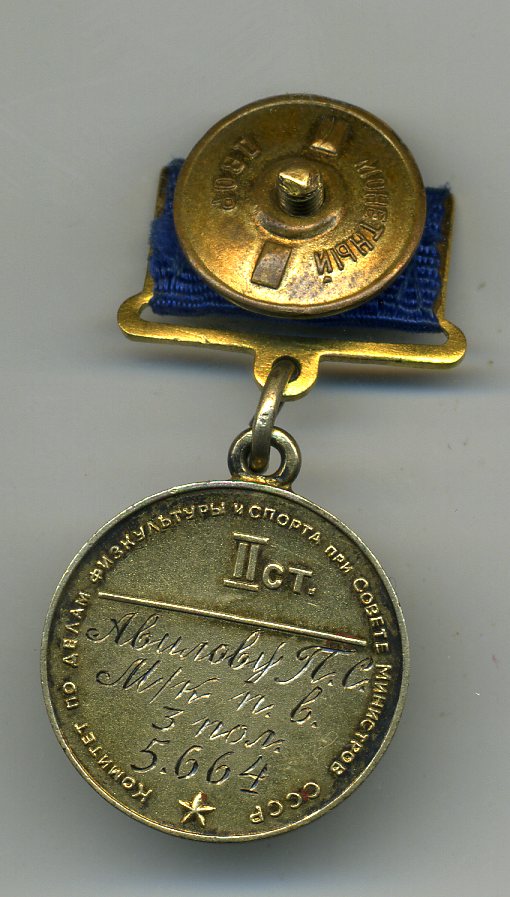 МОНЕТНЫЙ
ДВОР
КОМИТЕТ ПО ДЕЛАМ ФИЗКУЛЬТУРЫ И СПОРТА ПРИ СОВЕТЕ МИНИСТРОВ СССР
II СТ.
Авилову П.С.
М/к п. в.
3 пол.
5.664